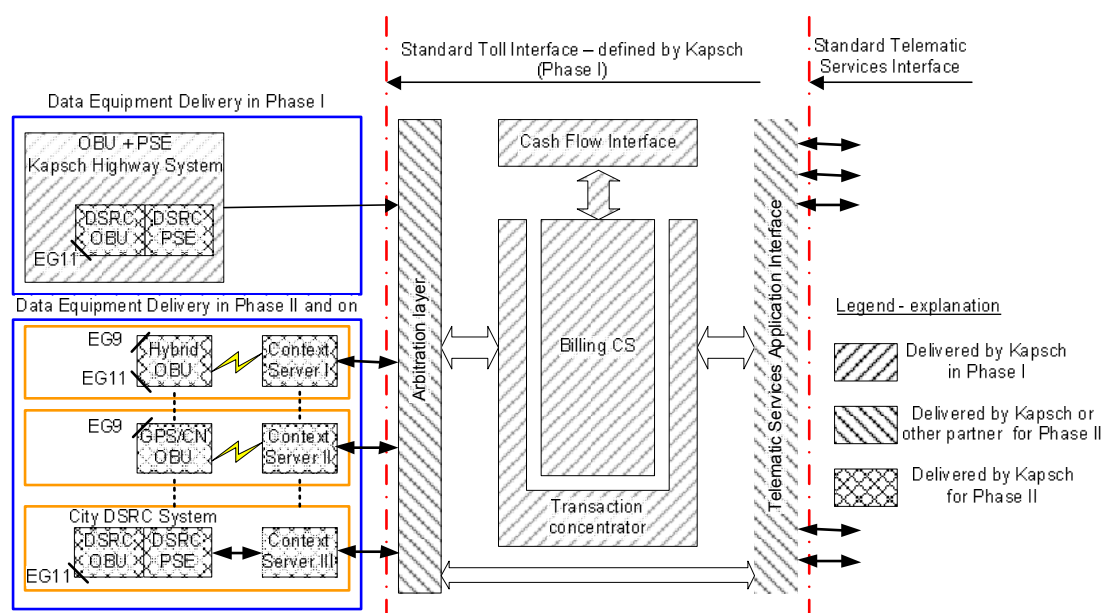 Standard Toll Interface – defined by Kapsch
(Phase I)
Standard Telematic
Services Interface
Data Equipment Delivery in Phase I
OBU + PSE
Kapsch Highway System
DSRC
OBU
DSRC
PSE
EG11
Data Equipment Delivery in Phase II and on
EG9
Hybrid
OBU
EG11
Context
Server I
EG9
GPS/CN
OBU
Context
Server II
City DSRC System
DSRC
OBU
DSRC
PSE
EG11
Context
Server III
Arbitration layer
Cash Flow Interface
Billing CS
Transaction
concentrator
Telematic Services Application Interface
Legend - explanation
Delivered by Kapsch
in Phase I
Delivered by Kapsch or
other partner for Phase II
Delivered by Kapsch
for Phase II